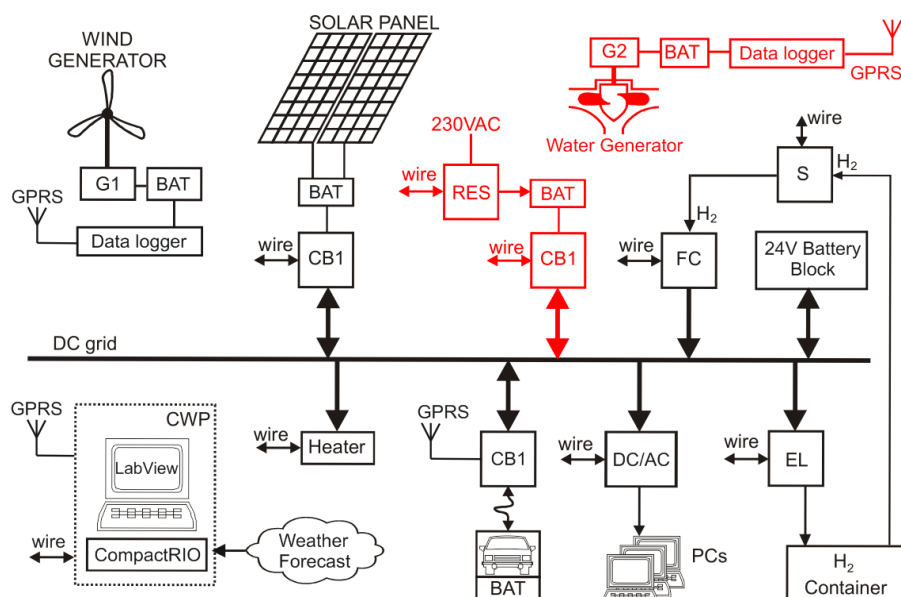 SOLAR PANEL
WIND
GENERATOR
G2
BAT
Data logger
GPRS
Water Generator
230VAC
wire
H₂
S
G1
BAT
GPRS
Data logger
BAT
wire
RES
BAT
H₂
wire
CB1
wire
CB1
wire
FC
24V Battery
Block
DC grid
GPRS
CWP
LabView
wire
CompactRIO
Weather
Forecast
wire
Heater
GPRS
CB1
BAT
wire
DC/AC
PCs
wire
EL
H₂
Container